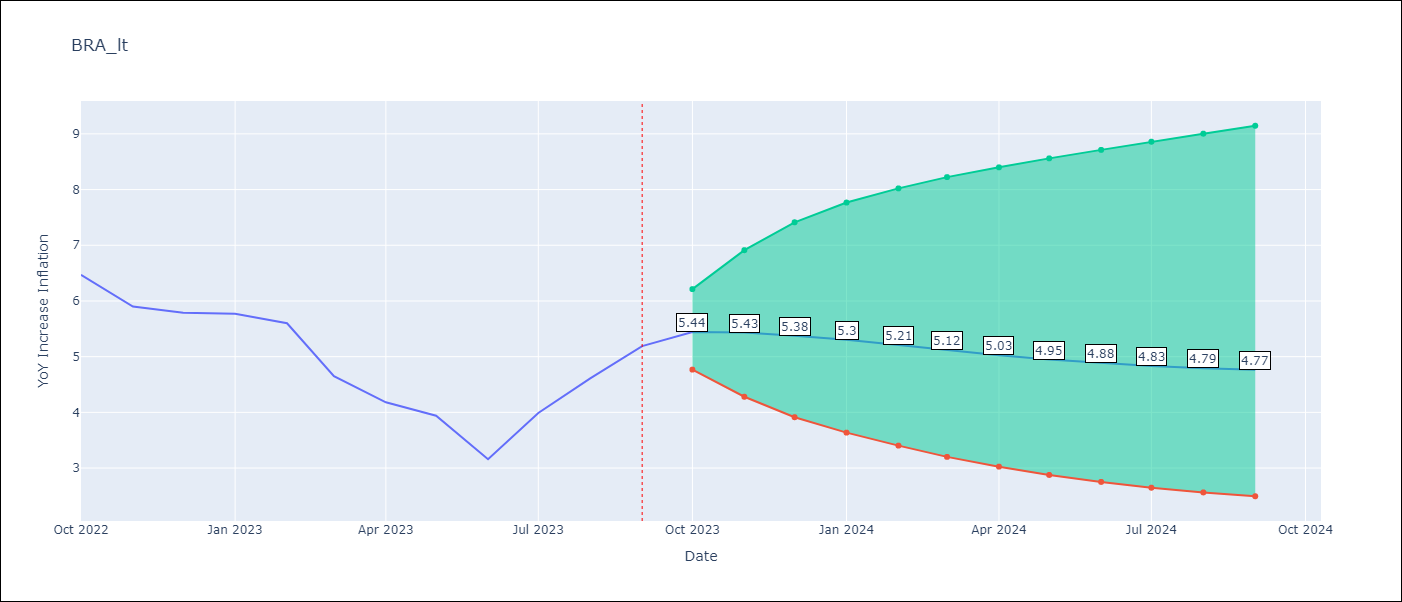 BRA_lt
YoY Increase Inflation
9
8
7
6
5
4
3
5.44
5.43
5.38
5.3
5.21
5.12
5.03
4.95
4.88
4.83
4.79
4.77
Oct 2022
Jan 2023
Apr 2023
Jul 2023
Oct 2023
Jan 2024
Apr 2024
Jul 2024
Oct 2024
Date